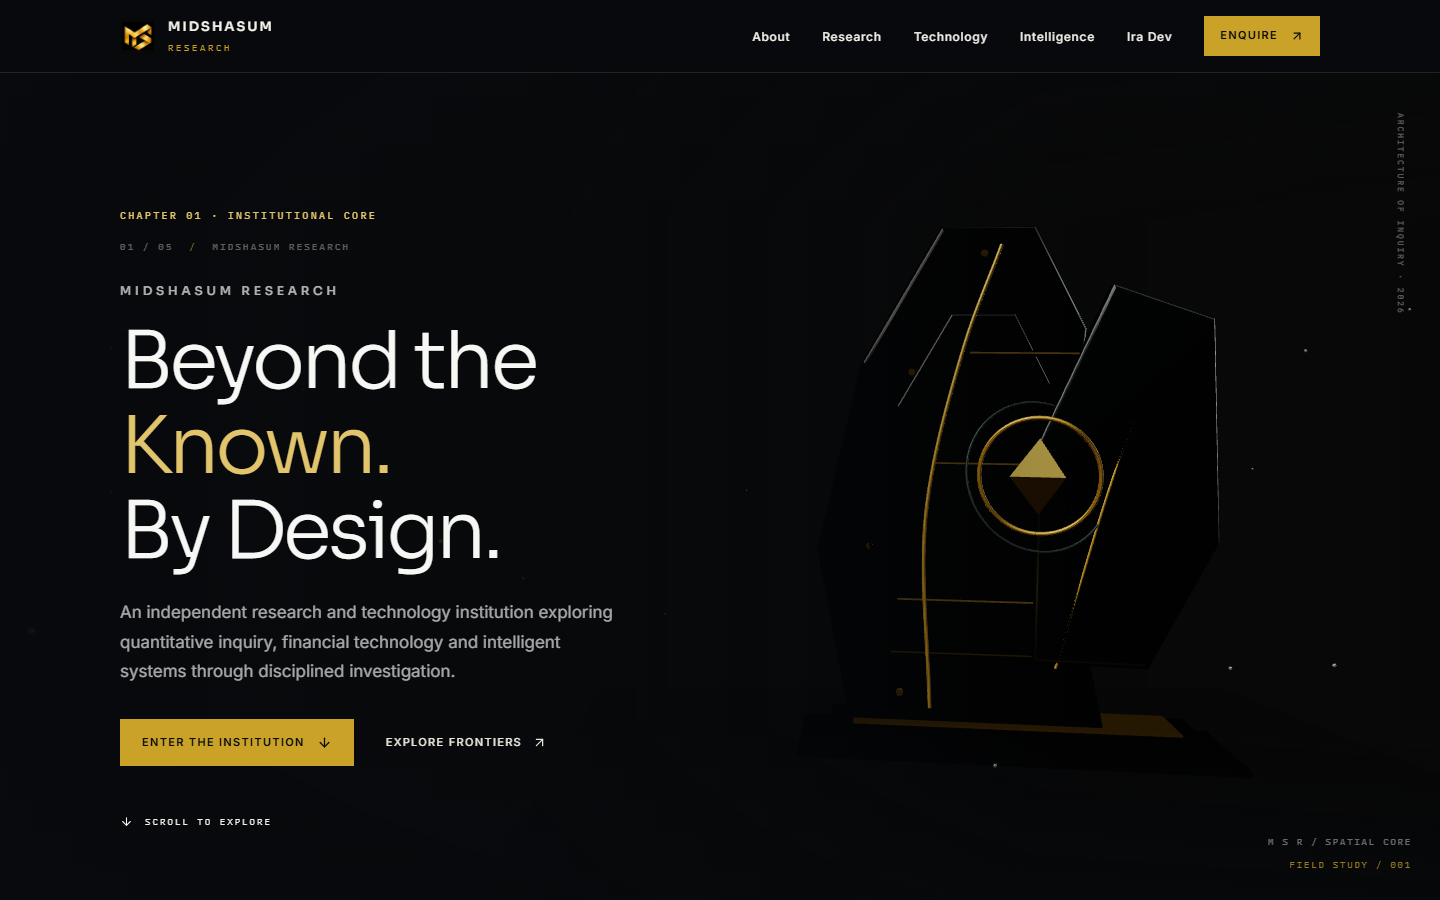 MIDSHASUM
RESEARCH
About
Research
Technology
Intelligence
Ira Dev
ENQUIRE
ARCHITECTURE OF INQUIRY · 2026
CHAPTER 01 · INSTITUTIONAL CORE
01 / 05 / MIDSHASUM RESEARCH
MIDSHASUM RESEARCH
Beyond the
Known.
By Design.
An independent research and technology institution exploring
quantitative inquiry, financial technology and intelligent
systems through disciplined investigation.
ENTER THE INSTITUTION
EXPLORE FRONTIERS
SCROLL TO EXPLORE
M S R / SPATIAL CORE
FIELD STUDY / 001